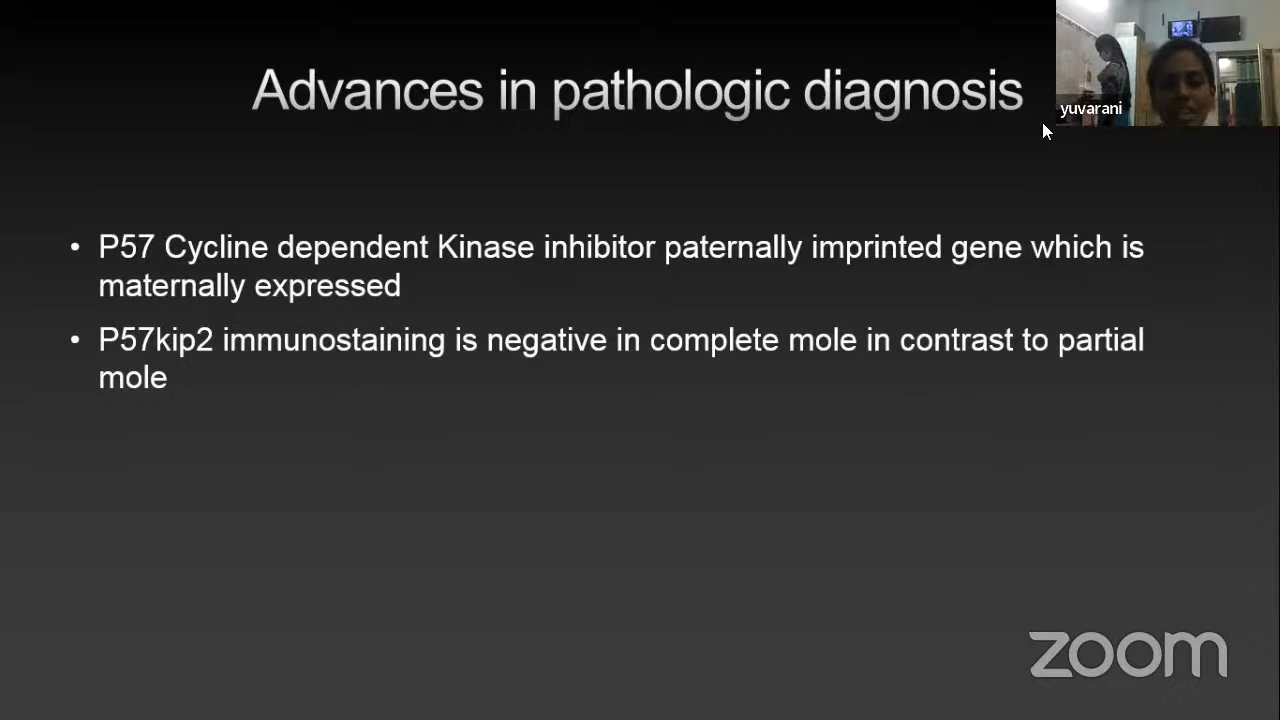 Advances in pathologic diagnosis
yuvarani
• P57 Cycline dependent Kinase inhibitor paternally imprinted gene which is
maternally expressed
• P57kip2 immunostaining is negative in complete mole in contrast to partial
mole
zoom